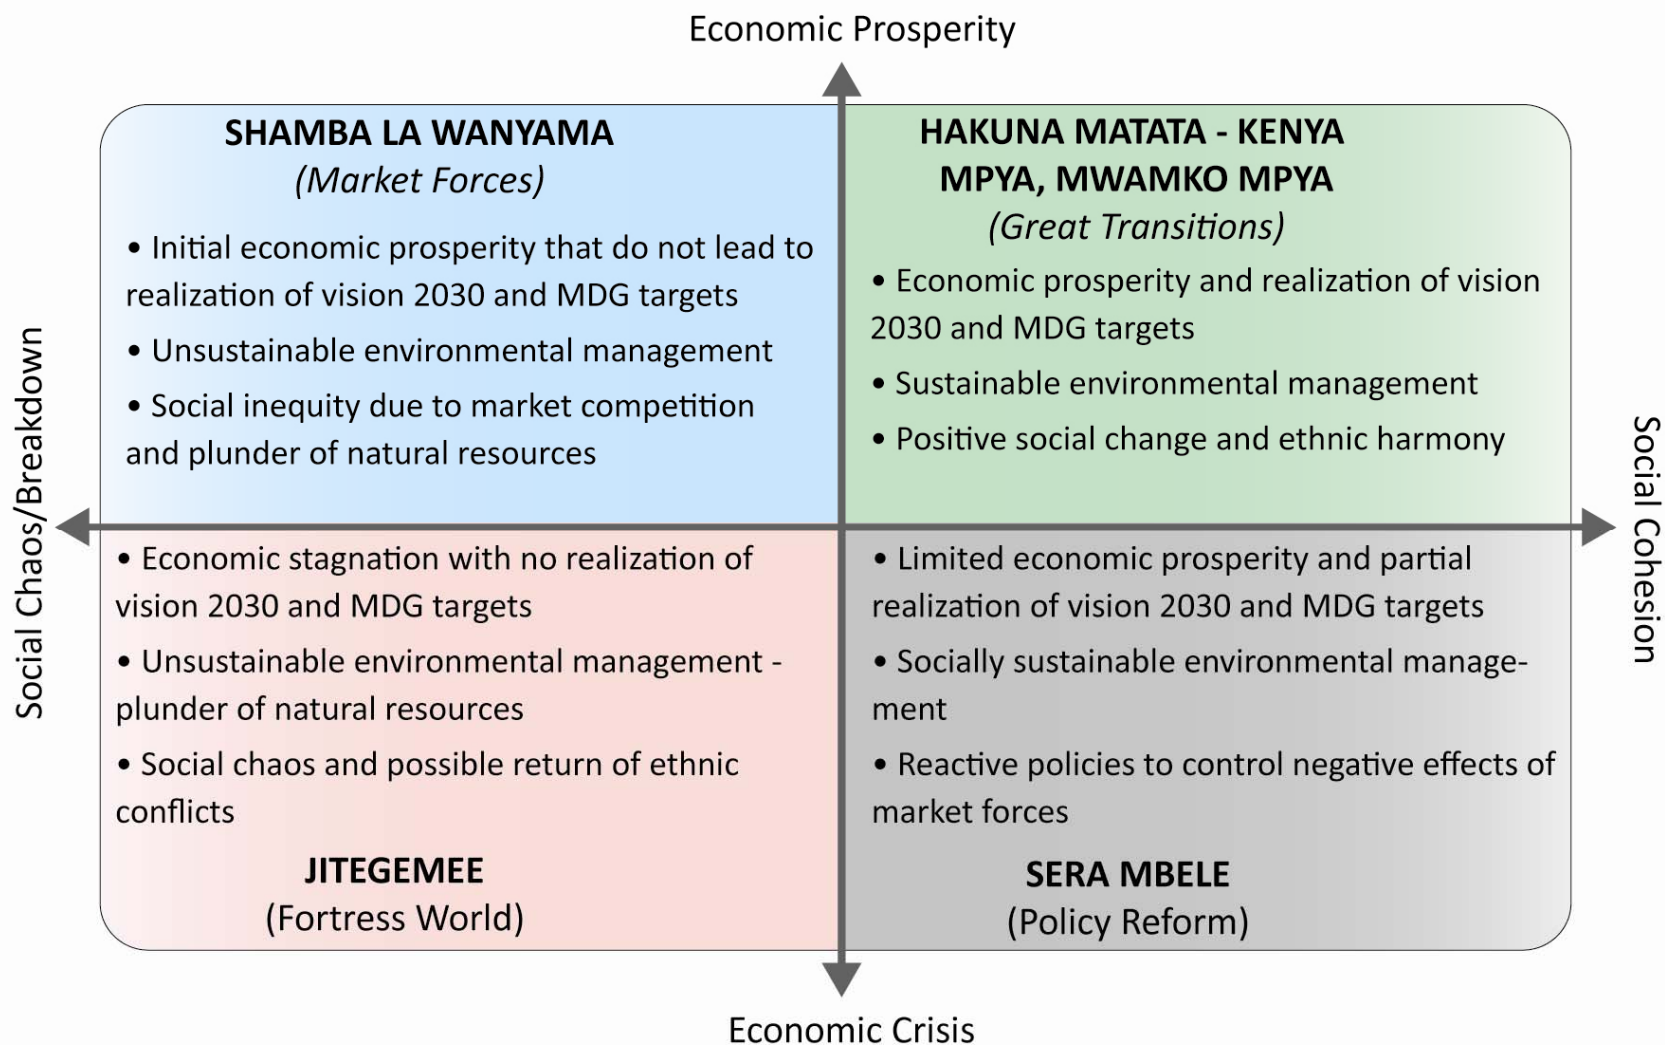 Economic Prosperity
SHAMBA LA WANYAMA
(Market Forces)
• Initial economic prosperity that do not lead to
realization of vision 2030 and MDG targets
• Unsustainable environmental management
• Social inequity due to market competition
and plunder of natural resources
HAKUNA MATATA - KENYA
MPYA, MWAMKO MPYA
(Great Transitions)
• Economic prosperity and realization of vision
2030 and MDG targets
• Sustainable environmental management
• Positive social change and ethnic harmony
Social Chaos/Breakdown
Social Cohesion
• Economic stagnation with no realization of
vision 2030 and MDG targets
• Unsustainable environmental management -
plunder of natural resources
• Social chaos and possible return of ethnic
conflicts
JITEGEMEE
(Fortress World)
• Limited economic prosperity and partial
realization of vision 2030 and MDG targets
• Socially sustainable environmental manage-
ment
• Reactive policies to control negative effects of
market forces
SERA MBELE
(Policy Reform)
Economic Crisis